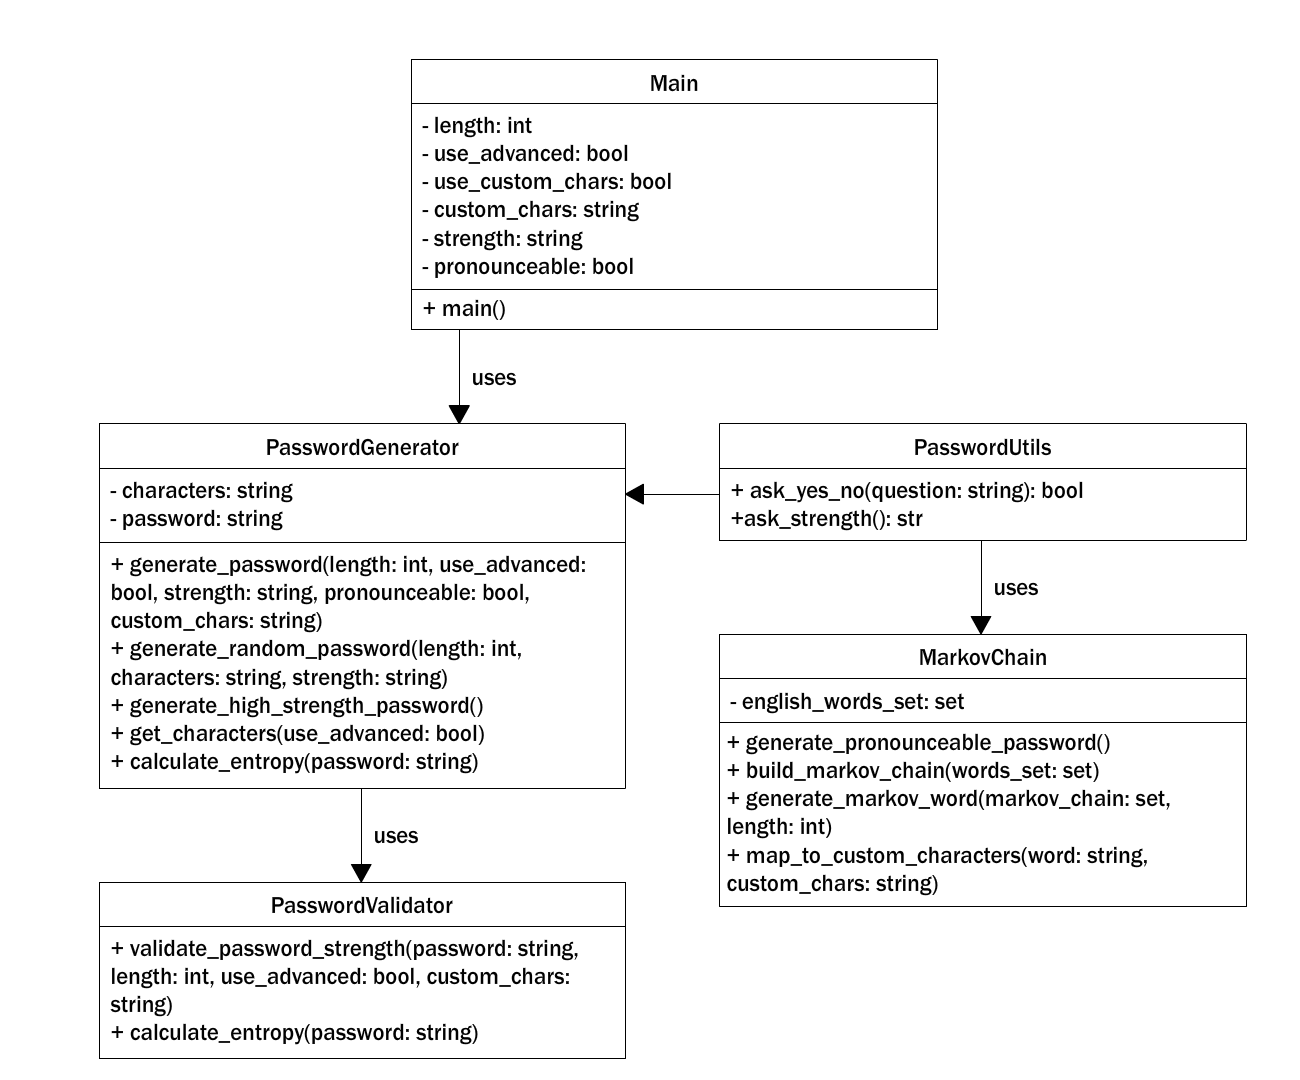 Main
- length: int
- use_advanced: bool
- use_custom_chars: bool
- custom_chars: string
- strength: string
- pronounceable: bool
+ main()
uses
PasswordGenerator
- characters: string
- password: string
+ generate_password(length: int, use_advanced:
bool, strength: string, pronounceable: bool,
custom_chars: string)
+ generate_random_password(length: int,
characters: string, strength: string)
+ generate_high_strength_password()
+ get_characters(use_advanced: bool)
+ calculate_entropy(password: string)
PasswordUtils
+ ask_yes_no(question: string): bool
+ask_strength(): str
uses
MarkovChain
- english_words_set: set
+ generate_pronounceable_password()
+ build_markov_chain(words_set: set)
+ generate_markov_word(markov_chain: set,
length: int)
+ map_to_custom_characters(word: string,
custom_chars: string)
uses
PasswordValidator
+ validate_password_strength(password: string,
length: int, use_advanced: bool, custom_chars:
string)
+ calculate_entropy(password: string)